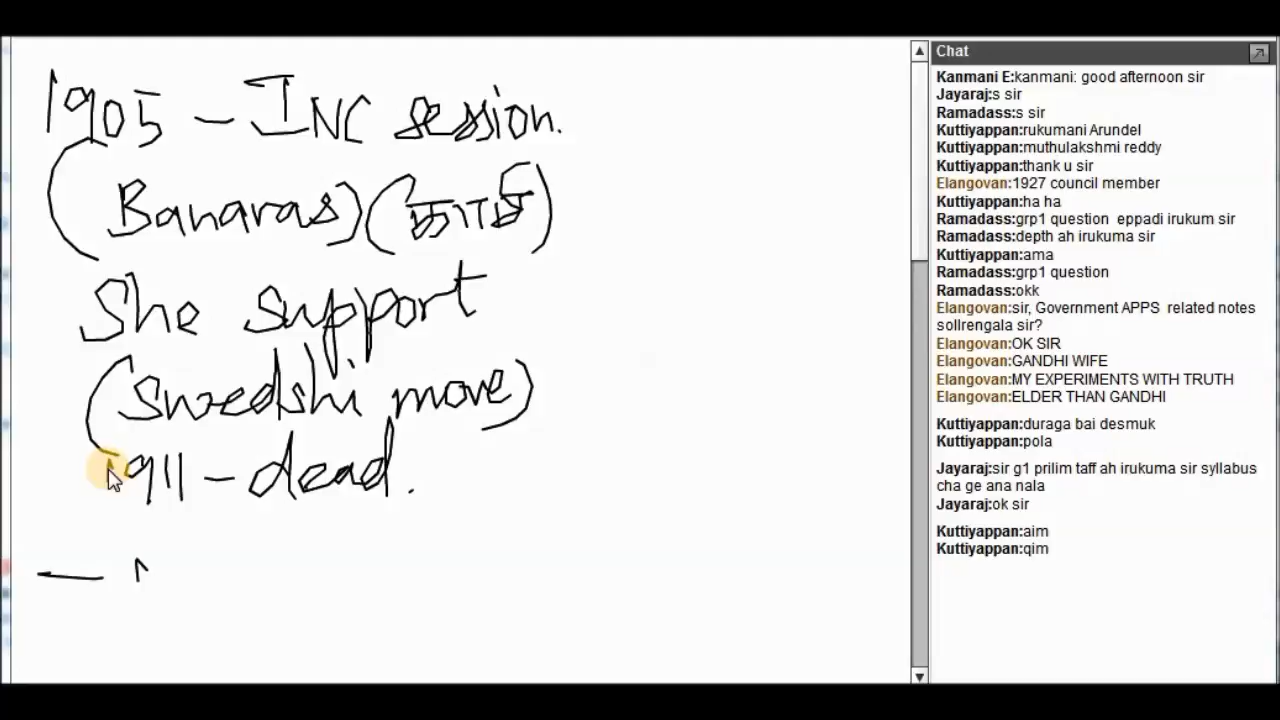 1905 - INC session.
(Banaras) (காசி)
She support
(Swedshi move)
1911 - dead.
Chat
Kanmani E:kanmani: good afternoon sir
Jayaraj:s sir
Ramadass:s sir
Kuttiyappan:rukumani Arundel
Kuttiyappan:muthulakshmi reddy
Kuttiyappan:thank u sir
Elangovan:1927 council member
Kuttiyappan:ha ha
Ramadass:grp1 question eppadi irukum sir
Ramadass:depth ah irukuma sir
Kuttiyappan:ama
Ramadass:grp1 question
Ramadass:okk
Elangovan:sir, Government APPS related notes
sollrengala sir?
Elangovan:OK SIR
Elangovan:GANDHI WIFE
Elangovan:MY EXPERIMENTS WITH TRUTH
Elangovan:ELDER THAN GANDHI
Kuttiyappan:duraga bai desmuk
Kuttiyappan:pola
Jayaraj:sir g1 prilim taff ah irukuma sir syllabus
cha ge ana nala
Jayaraj:ok sir
Kuttiyappan:aim
Kuttiyappan:qim